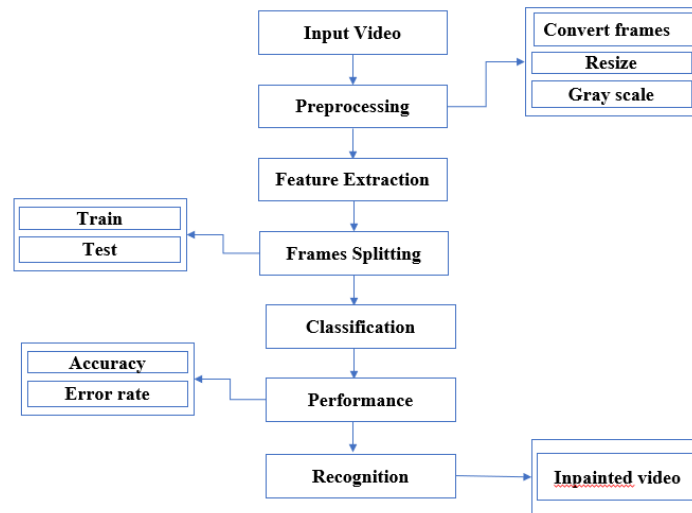 Input Video
Convert frames
Resize
Gray scale
Preprocessing
Feature Extraction
Train
Test
Frames Splitting
Classification
Accuracy
Error rate
Performance
Recognition
Inpainted video